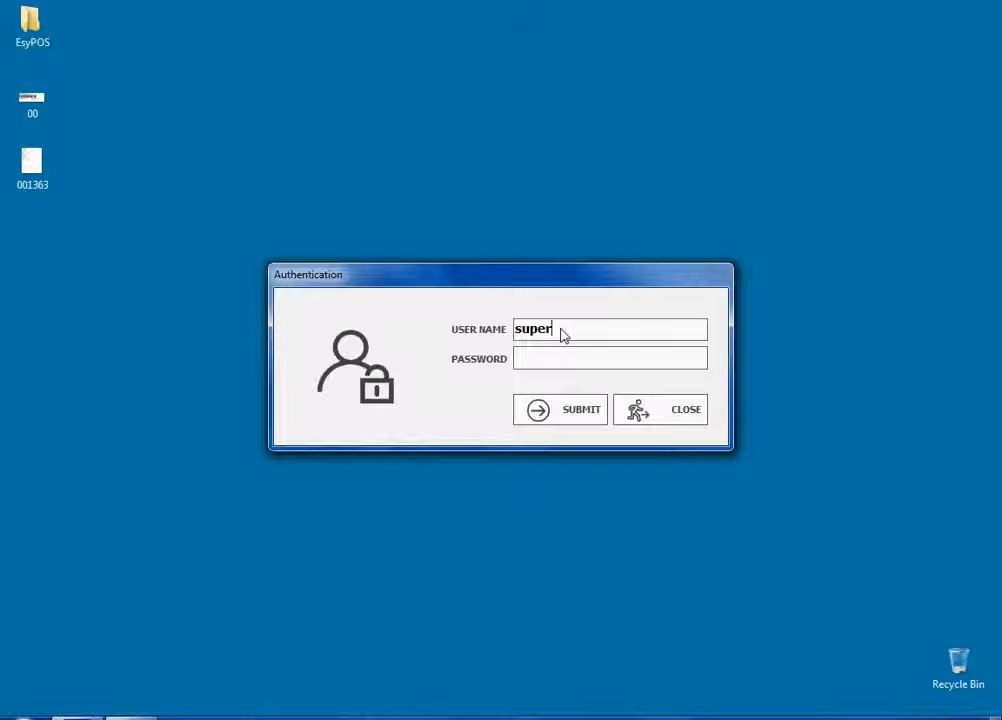 EsyPOS
00
001363
Authentication
USER NAME super
PASSWORD
SUBMIT CLOSE
Recycle Bin